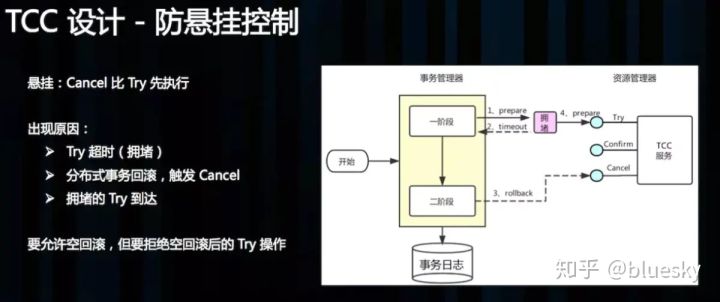 TCC 设计 - 防悬挂控制
悬挂：Cancel 比 Try 先执行
出现原因：
Try 超时（拥堵）
分布式事务回滚，触发 Cancel
拥堵的 Try 到达
要允许空回滚，但要拒绝空回滚后的 Try 操作
事务管理器
资源管理器
开始
一阶段
二阶段
事务日志
1、prepare
2、timeout
拥堵
4、prepare
3、rollback
Try
Confirm
Cancel
TCC
服务
知乎 @bluesky